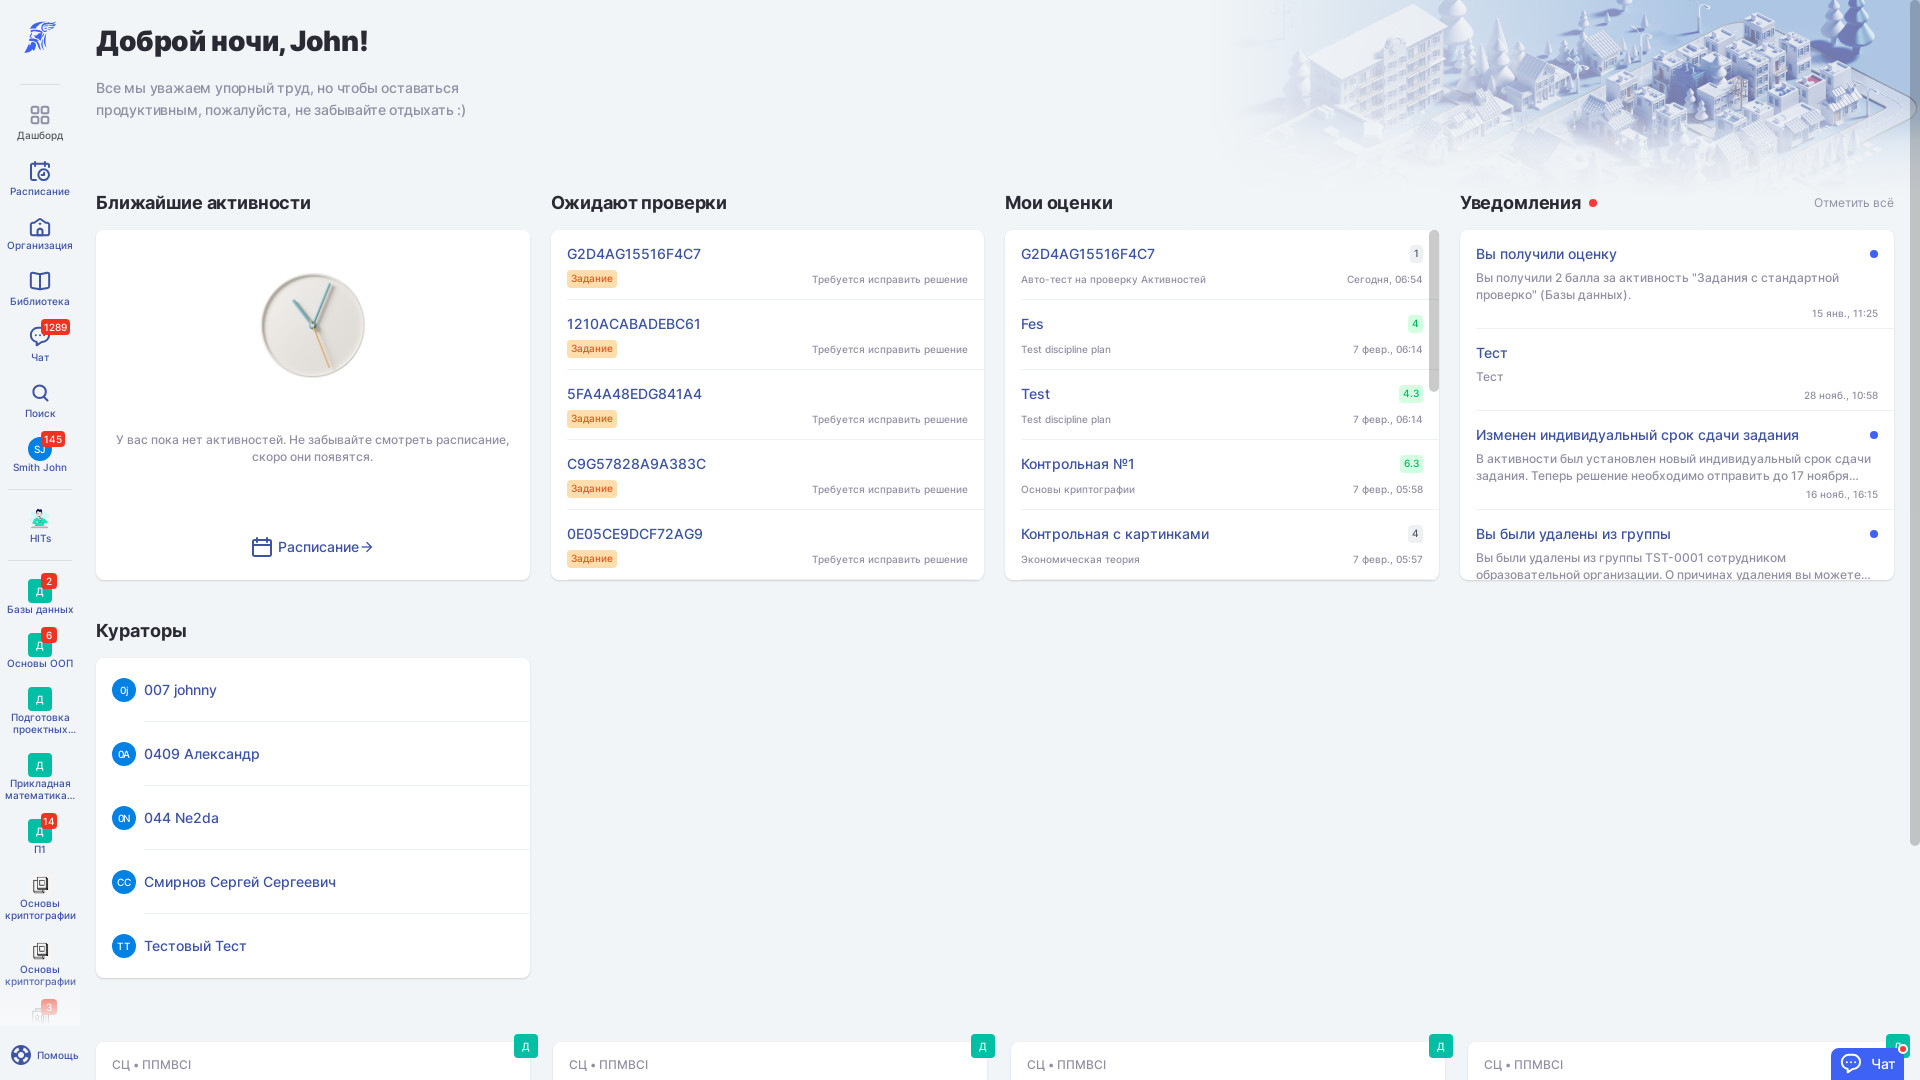 Доброй ночи, John!
Все мы уважаем упорный труд, но чтобы оставаться
продуктивным, пожалуйста, не забывайте отдыхать :)
Дашборд
Расписание
Организация
Библиотека
1289
Чат
Поиск
SJ
145
Smith John
HITs
2
Д
Базы данных
6
Д
Основы ООП
Д
Подготовка
проектных...
Д
Прикладная
математика...
14
Д
П1
Основы
криптографии
Основы
криптографии
3
Помощь
Ближайшие активности
У вас пока нет активностей. Не забывайте смотреть расписание,
скоро они появятся.
Расписание
Ожидают проверки
G2D4AG15516F4C7
Задание
Требуется исправить решение
1210ACABADEBC61
Задание
Требуется исправить решение
5FA4A48EDG841A4
Задание
Требуется исправить решение
C9G57828A9A383C
Задание
Требуется исправить решение
0E05CE9DCF72AG9
Задание
Требуется исправить решение
Мои оценки
G2D4AG15516F4C7
1
Авто-тест на проверку Активностей
Сегодня, 06:54
Fes
4
Test discipline plan
7 февр., 06:14
Test
4.3
Test discipline plan
7 февр., 06:14
Контрольная №1
6.3
Основы криптографии
7 февр., 05:58
Контрольная с картинками
4
Экономическая теория
7 февр., 05:57
Уведомления
Отметить всё
Вы получили оценку
Вы получили 2 балла за активность "Задания с стандартной
проверко" (Базы данных).
15 янв., 11:25
Тест
Тест
28 нояб., 10:58
Изменен индивидуальный срок сдачи задания
В активности был установлен новый индивидуальный срок сдачи
задания. Теперь решение необходимо отправить до 17 ноября...
16 нояб., 16:15
Вы были удалены из группы
Вы были удалены из группы TST-0001 сотрудником
образовательной организации. О причинах удаления вы можете...
Кураторы
0j
007 johnny
0А
0409 Александр
0N
044 Ne2da
СС
Смирнов Сергей Сергеевич
ТТ
Тестовый Тест
Д
СЦ • ППМВСI
Д
СЦ • ППМВСI
Д
СЦ • ППМВСI
СЦ • ППМВСI
Чат